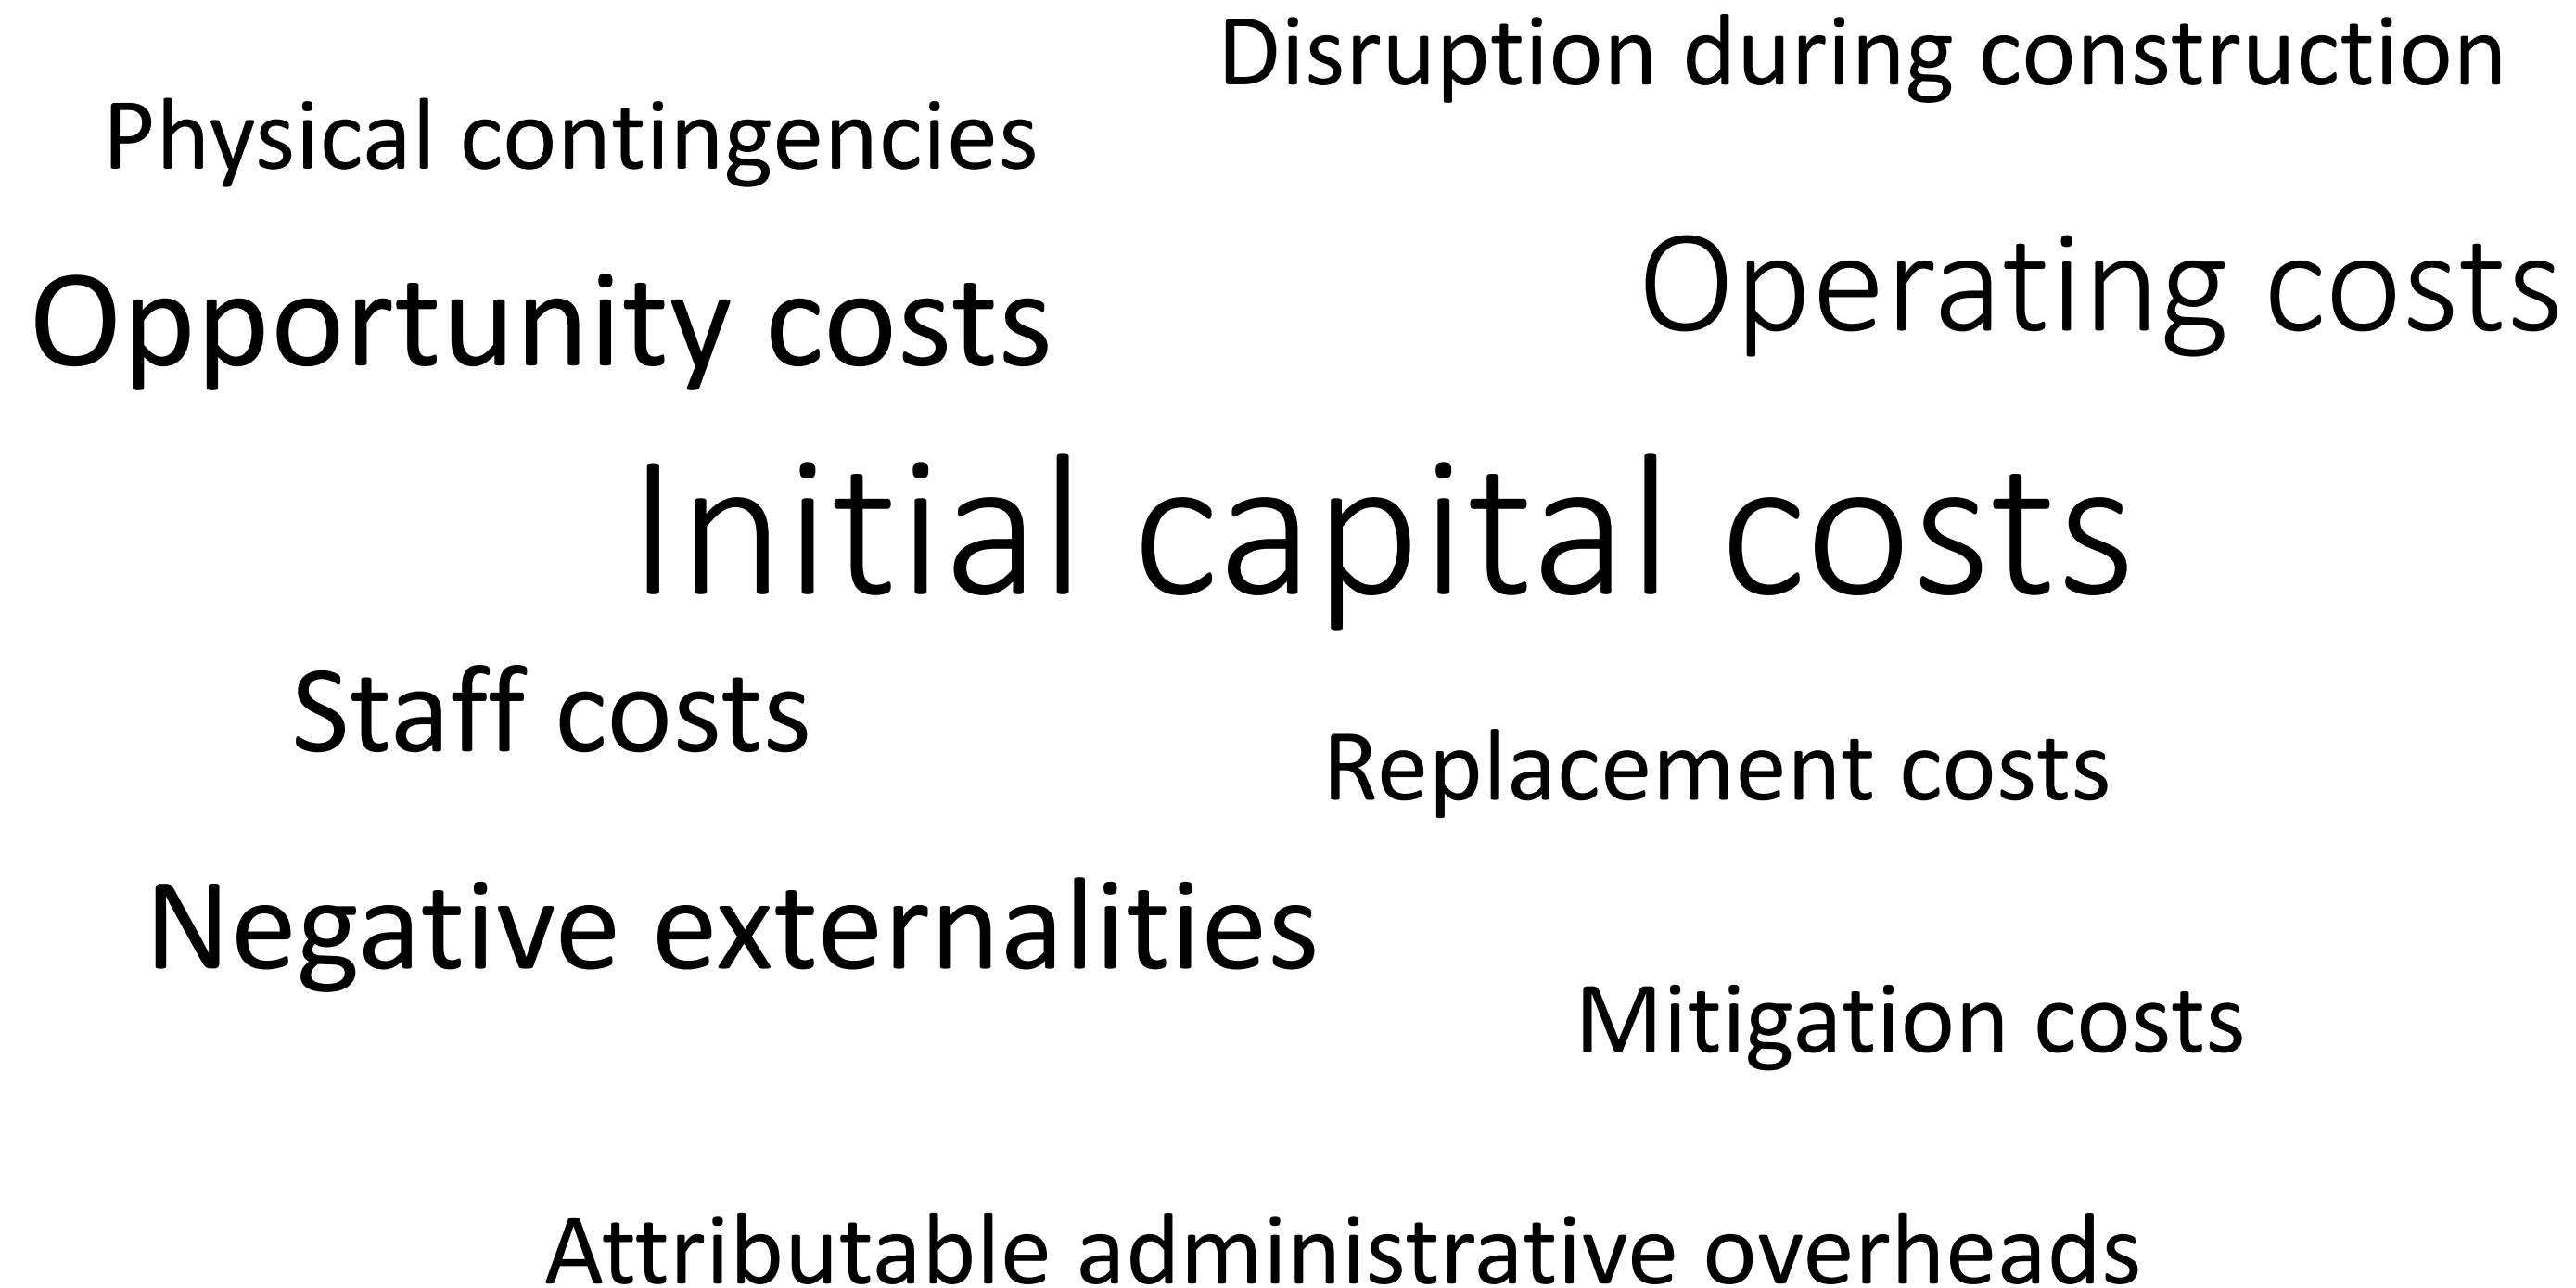 Disruption during construction
Physical contingencies
Operating costs
Opportunity costs
Initial capital costs
Staff costs
Replacement costs
Negative externalities
Mitigation costs
Attributable administrative overheads